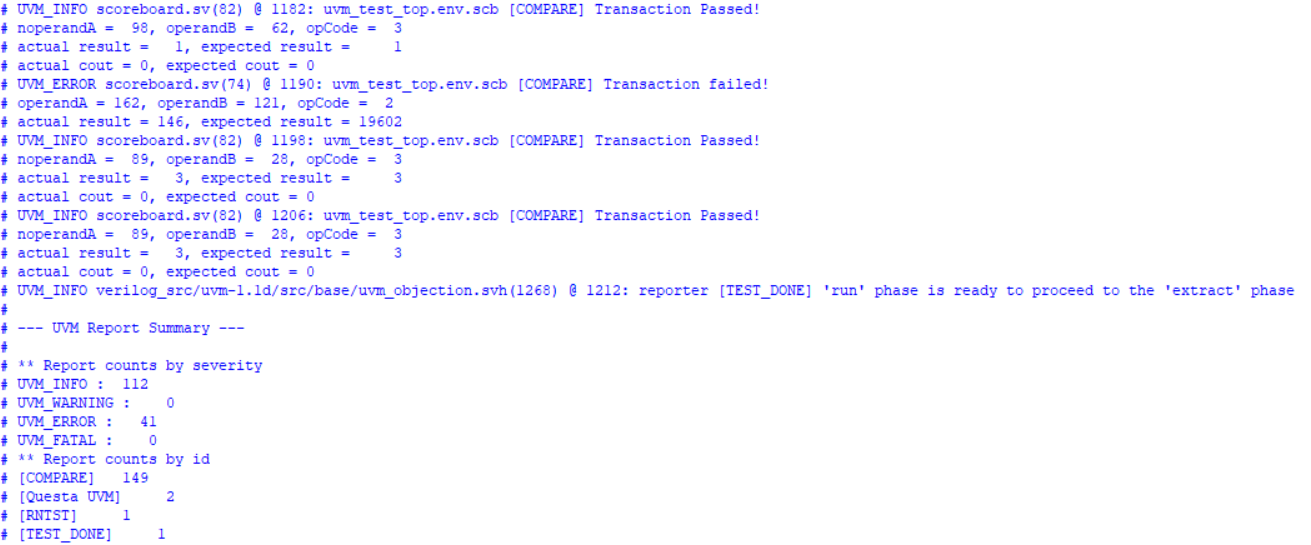 # UVM_INFO scoreboard.sv(82) @ 1182: uvm_test_top.env.scb [COMPARE] Transaction Passed!
# noperandA =  98, operandB =  62, opCode =  3
# actual result =   1, expected result =     1
# actual cout = 0, expected cout = 0
# UVM_ERROR scoreboard.sv(74) @ 1190: uvm_test_top.env.scb [COMPARE] Transaction failed!
# operandA = 162, operandB = 121, opCode =  2
# actual result = 146, expected result = 19602
# UVM_INFO scoreboard.sv(82) @ 1198: uvm_test_top.env.scb [COMPARE] Transaction Passed!
# noperandA =  89, operandB =  28, opCode =  3
# actual result =   3, expected result =     3
# actual cout = 0, expected cout = 0
# UVM_INFO scoreboard.sv(82) @ 1206: uvm_test_top.env.scb [COMPARE] Transaction Passed!
# noperandA =  89, operandB =  28, opCode =  3
# actual result =   3, expected result =     3
# actual cout = 0, expected cout = 0
# UVM_INFO verilog_src/uvm-1.1d/src/base/uvm_objection.svh(1268) @ 1212: reporter [TEST_DONE] 'run' phase is ready to proceed to the 'extract' phase
#
# --- UVM Report Summary ---
#
# ** Report counts by severity
# UVM_INFO :  112
# UVM_WARNING :    0
# UVM_ERROR :   41
# UVM_FATAL :    0
# ** Report counts by id
# [COMPARE]   149
# [Questa UVM]     2
# [RNTST]     1
# [TEST_DONE]     1